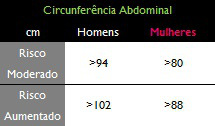 Circunferência Abdominal
cm Homens Mulheres
Risco
Moderado >94 >80
Risco
Aumentado >102 >88